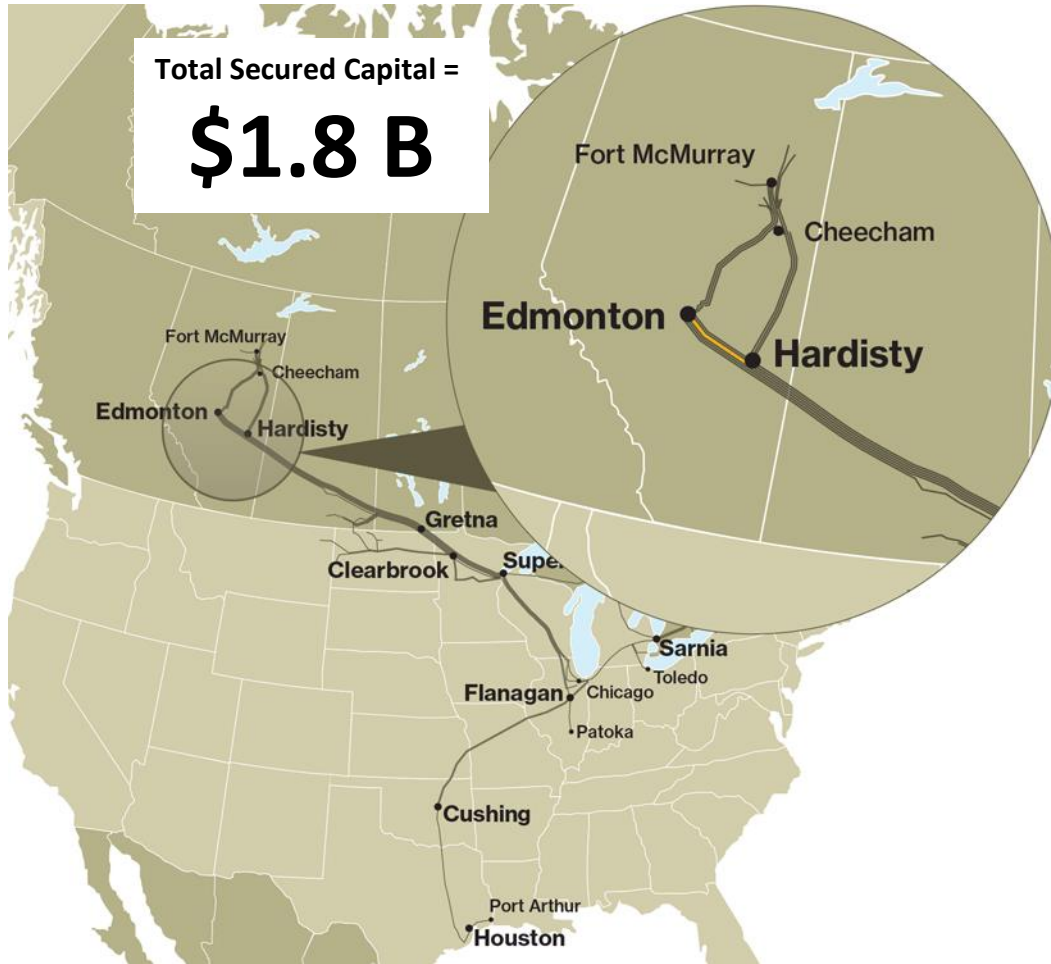 Total Secured Capital =
$1.8 B
Fort McMurray
Cheecham
Edmonton
Hardisty
Fort McMurray
Cheecham
Edmonton
Hardisty
Gretna
Clearbrook
Supe
Sarnia
Toledo
Flanagan
Chicago
Patoka
Cushing
Port Arthur
Houston